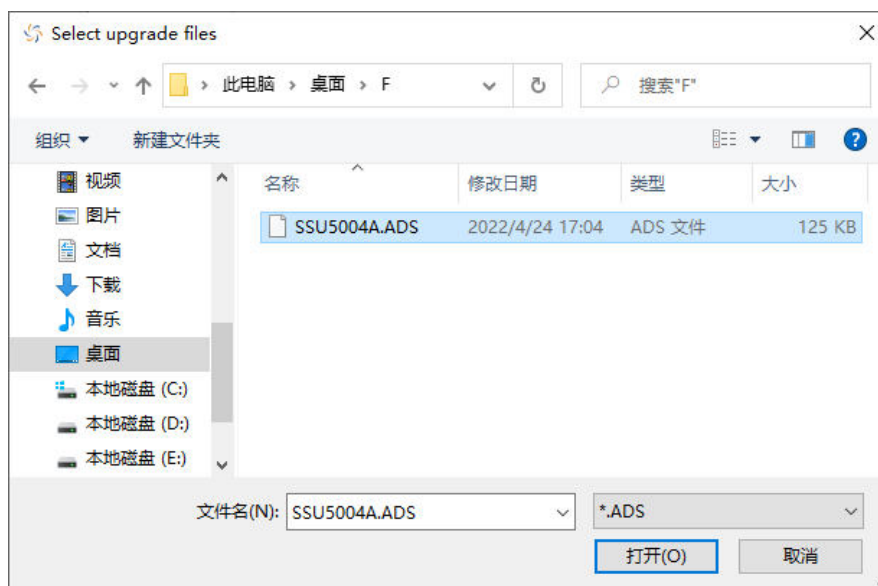 Select upgrade files
此电脑 › 桌面 › F
搜索"F"
组织
新建文件夹
名称 修改日期 类型 大小
SSU5004A.ADS 2022/4/24 17:04 ADS 文件 125 KB
视频
图片
文档
下载
音乐
桌面
本地磁盘 (C:)
本地磁盘 (D:)
本地磁盘 (E:)
文件名(N): SSU5004A.ADS *.ADS
打开(O) 取消